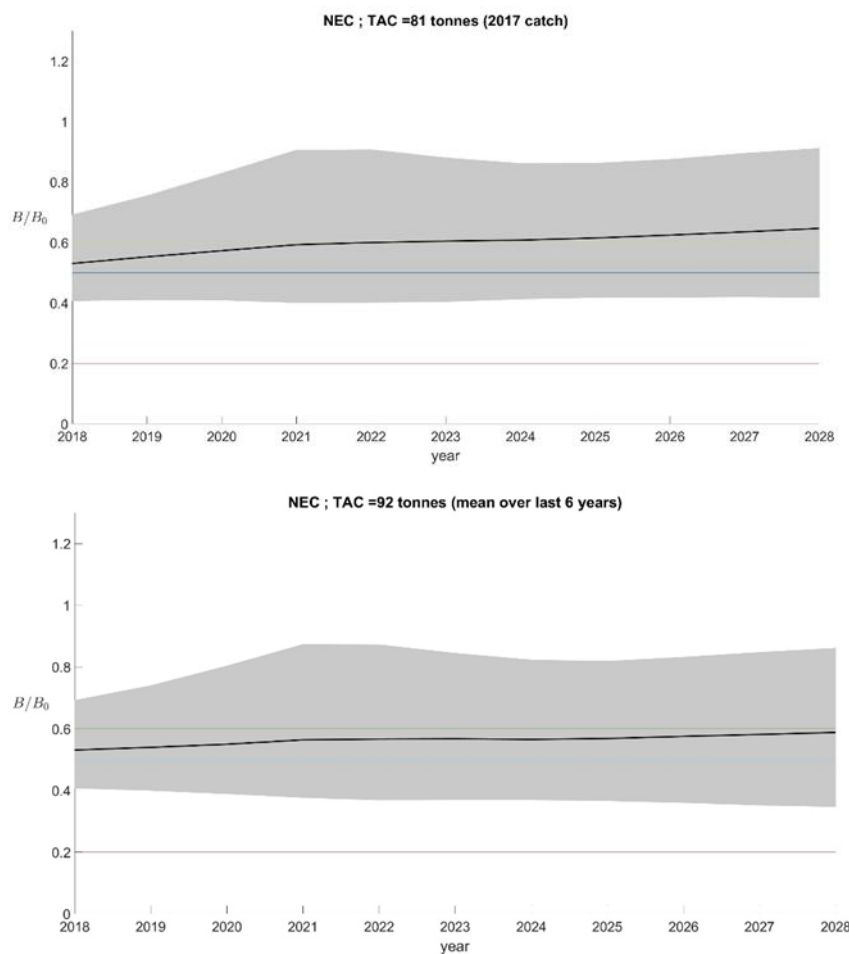 NEC ; TAC =81 tonnes (2017 catch)
1.2
1
0.8
B/B₀
0.6
0.4
0.2
0
2018 2019 2020 2021 2022 2023 2024 2025 2026 2027 2028
year
NEC ; TAC =92 tonnes (mean over last 6 years)
1.2
1
0.8
B/B₀
0.6
0.4
0.2
0
2018 2019 2020 2021 2022 2023 2024 2025 2026 2027 2028
year